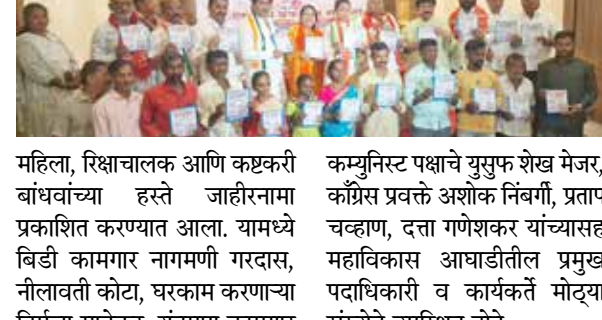 महिला, रिक्षाचालक आणि कष्टकरी
बांधवांच्या हस्ते जाहीरनामा
प्रकाशित करण्यात आला. यामध्ये
बिडी कामगार नागमणी गरदास,
नीलावती कोटा, घरकाम करणाऱ्या
कम्युनिस्ट पक्षाचे युसुफ शेख मेजर,
काँग्रेस प्रवक्ते अशोक निंबर्गी, प्रताप
चव्हाण, दत्ता गणेशकर यांच्यासह
महाविकास आघाडीतील प्रमुख
पदाधिकारी व कार्यकर्ते मोठ्या